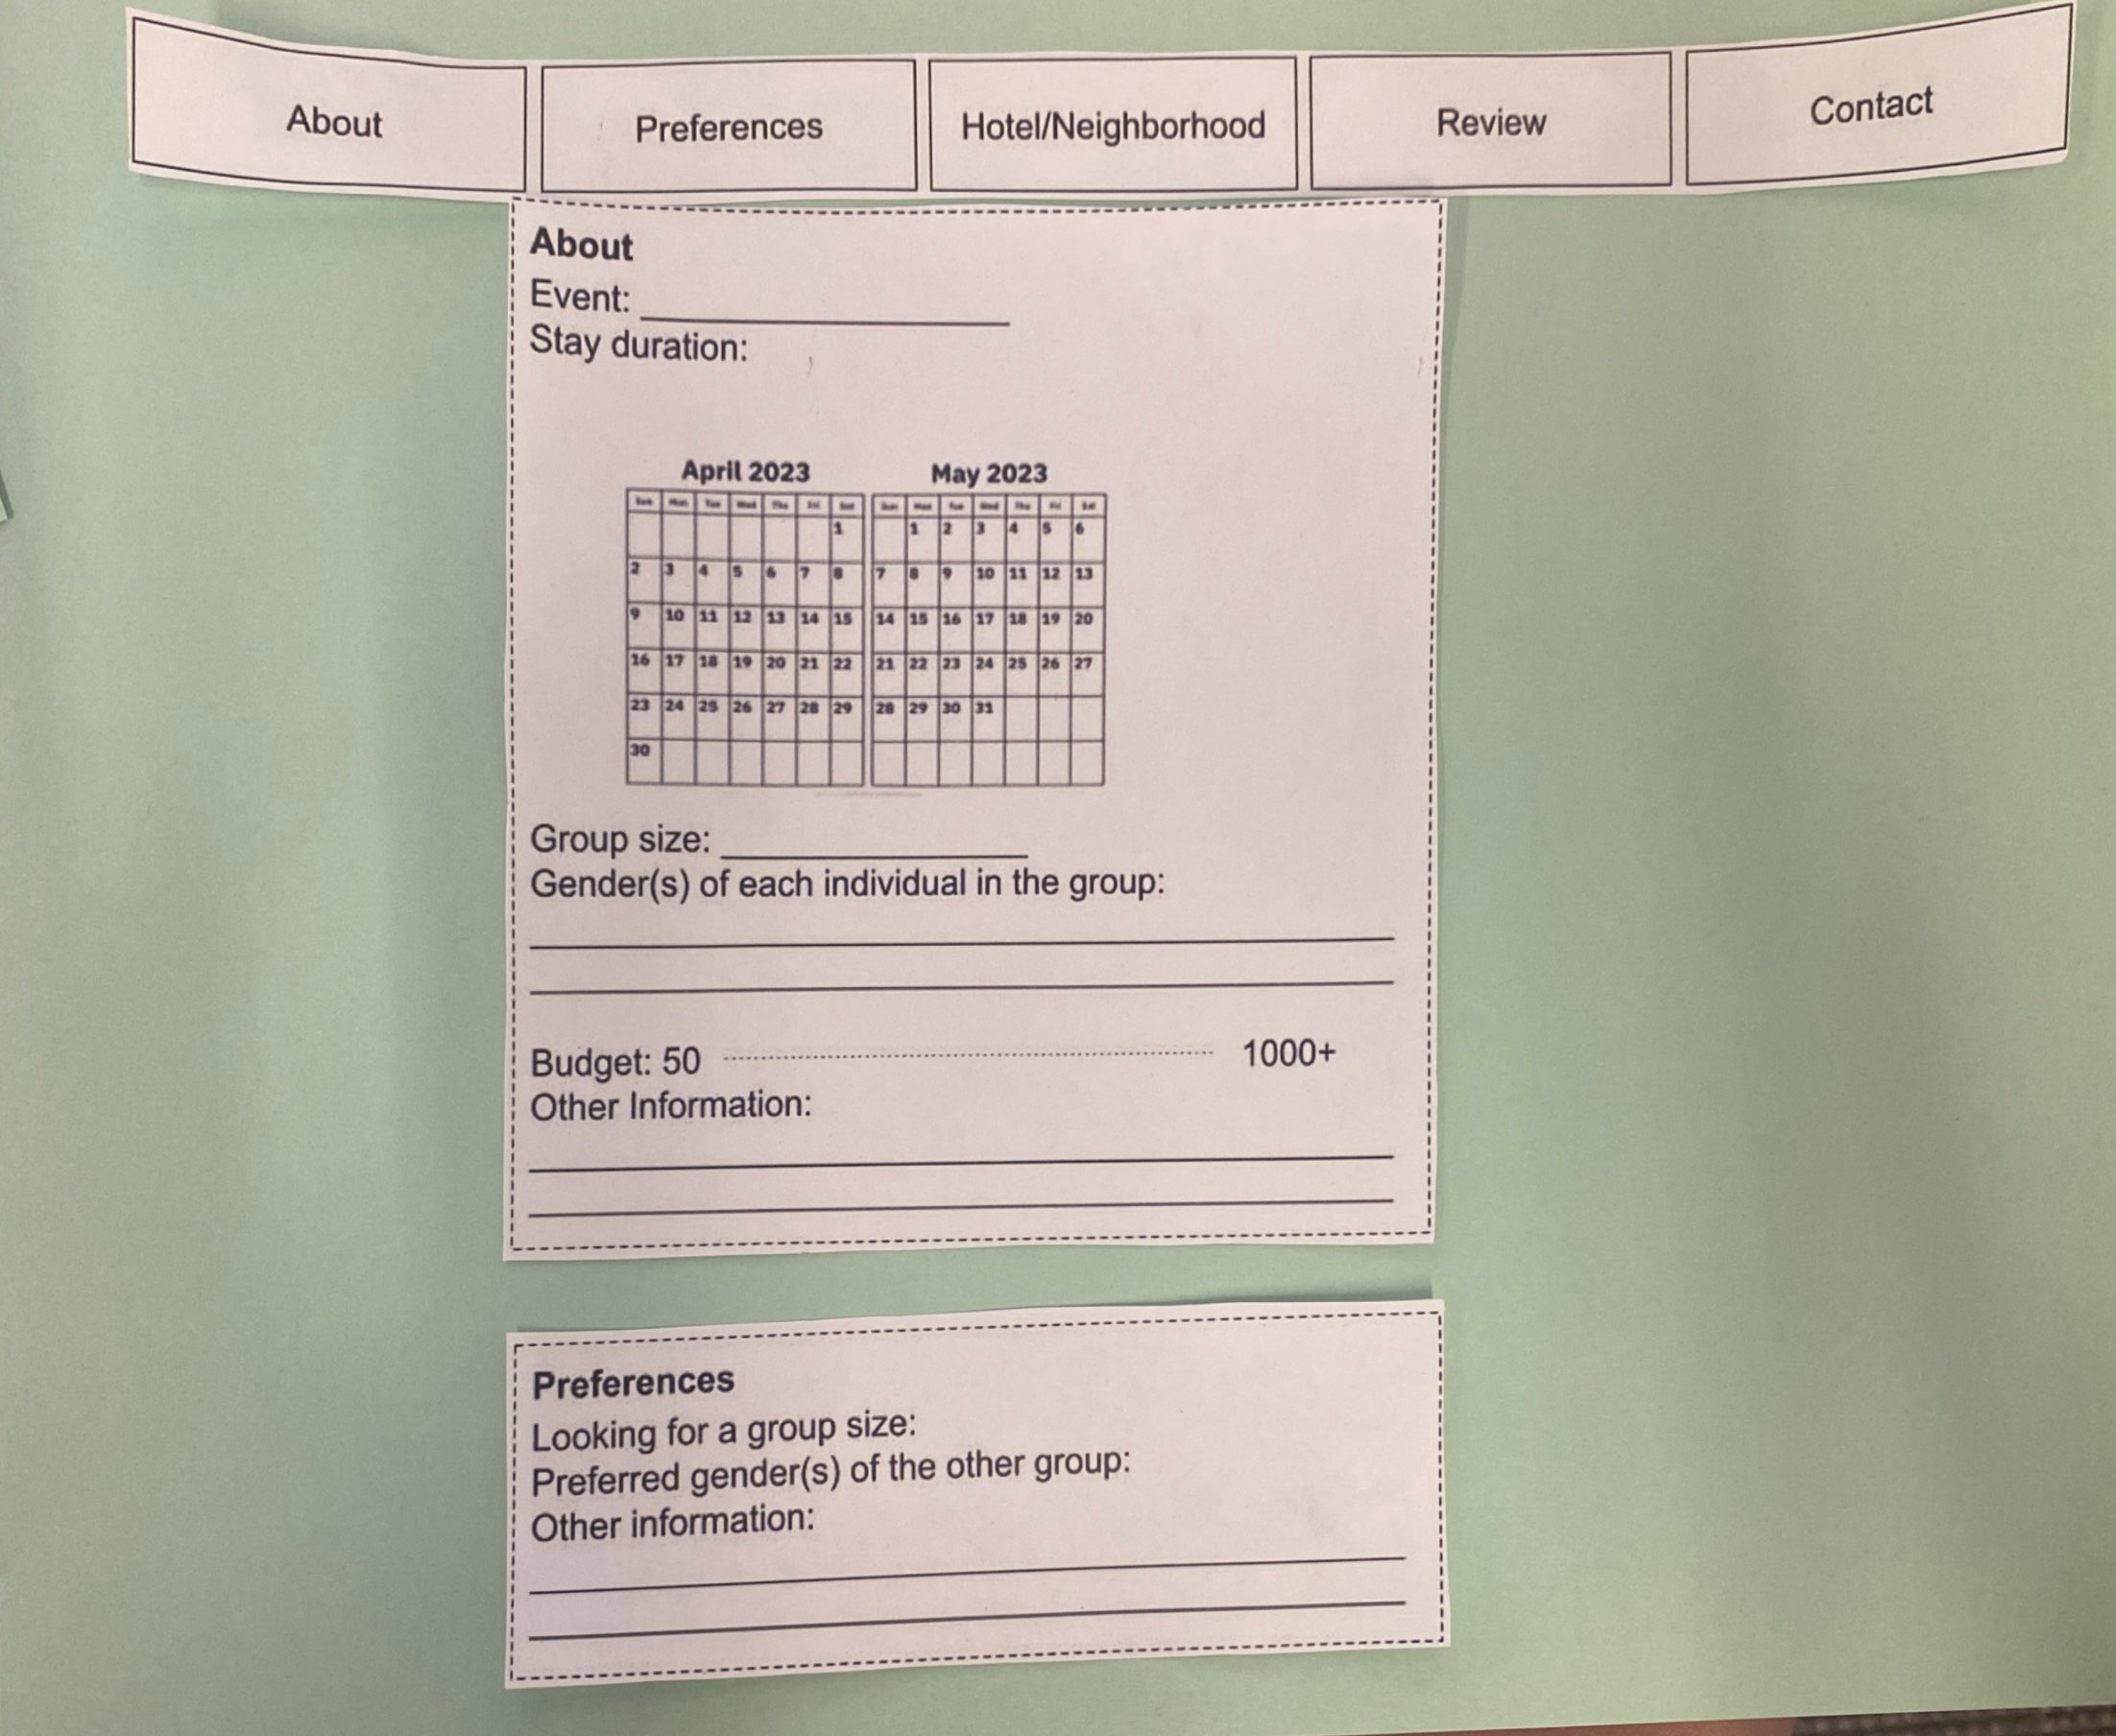 About Preferences Hotel/Neighborhood Review Contact
About
Event:
Stay duration:
April 2023 May 2023
Sun Mon Tue Wed Thu Fri Sat Sun Mon Tue Wed Thu Fri Sat
1 1 2 3 4 5 6
2 3 4 5 6 7 8 7 8 9 10 11 12 13
9 10 11 12 13 14 15 14 15 16 17 18 19 20
16 17 18 19 20 21 22 21 22 23 24 25 26 27
23 24 25 26 27 28 29 28 29 30 31
30
Group size:
Gender(s) of each individual in the group:
Budget: 50 1000+
Other Information:
Preferences
Looking for a group size:
Preferred gender(s) of the other group:
Other information: